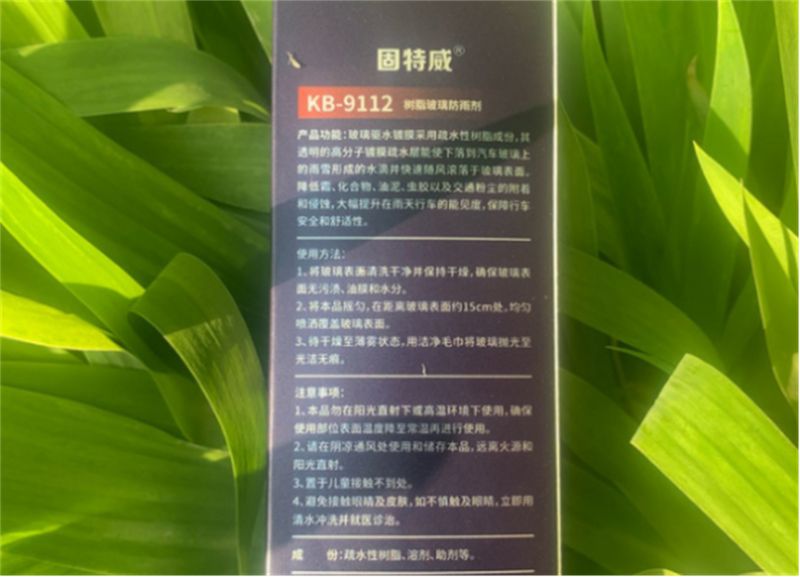 固特威®
KB-9112 树脂玻璃防雨剂
产品功能：玻璃驱水镀膜采用疏水性树脂成份，其
透明的高分子镀膜疏水层能使下落到汽车玻璃上
的雨雪形成的水滴并快速随风滚落于玻璃表面。
降低霜、化合物、油泥、虫胶以及交通粉尘的附着
和侵蚀，大幅提升在雨天行车的能见度，保障行车
安全和舒适性。
使用方法：
1、将玻璃表面清洗干净并保持干燥，确保玻璃表
面无污渍、油膜和水分。
2、将本品摇匀，在距离玻璃表面约15cm处，均匀
喷洒覆盖玻璃表面。
3、待干燥至薄雾状态，用洁净毛巾将玻璃抛光至
光洁无痕。
注意事项：
1、本品勿在阳光直射下或高温环境下使用，确保
使用部位表面温度降至常温再进行使用。
2、请在阴凉通风处使用和储存本品，远离火源和
阳光直射。
3、置于儿童接触不到处。
4、避免接触眼睛及皮肤，如不慎触及眼睛，立即用
清水冲洗并就医诊治。
成 份：疏水性树脂、溶剂、助剂等。